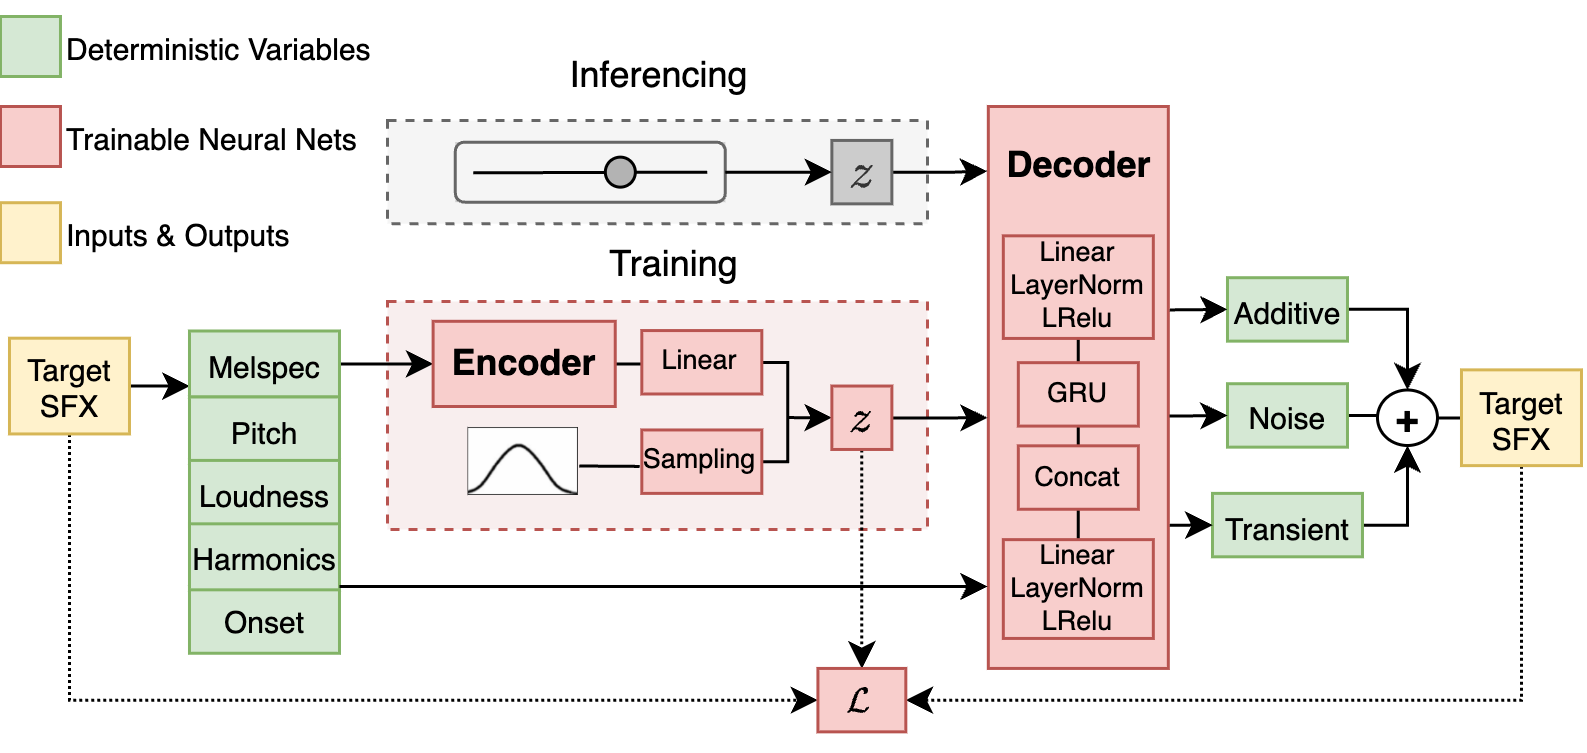 Deterministic Variables
Trainable Neural Nets
Inputs & Outputs
Inferencing
z
Training
Target
SFX
Melspec
Pitch
Loudness
Harmonics
Onset
Encoder
Linear
Sampling
z
Decoder
Linear
LayerNorm
LRelu
GRU
Concat
Linear
LayerNorm
LRelu
Additive
Noise
Transient
+
Target
SFX
ℒ